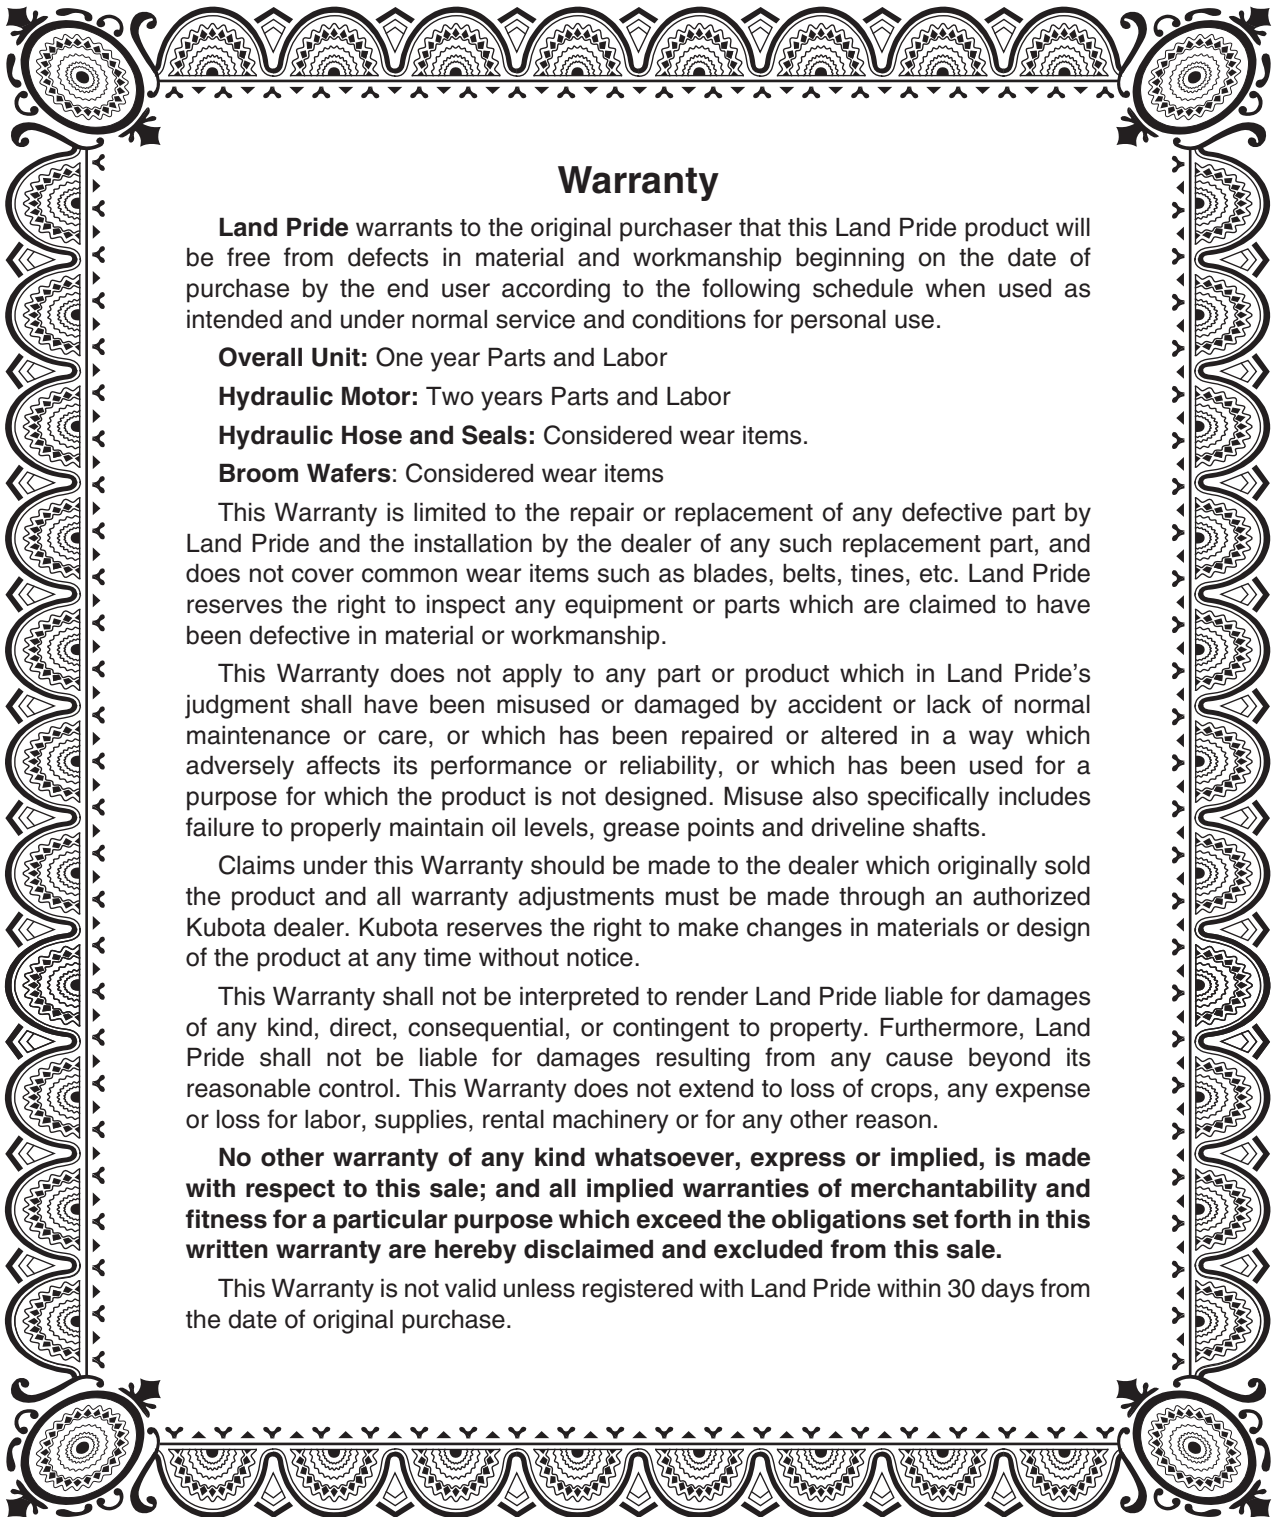 Warranty
Land Pride warrants to the original purchaser that this Land Pride product will
be free from defects in material and workmanship beginning on the date of
purchase by the end user according to the following schedule when used as
intended and under normal service and conditions for personal use.
Overall Unit: One year Parts and Labor
Hydraulic Motor: Two years Parts and Labor
Hydraulic Hose and Seals: Considered wear items.
Broom Wafers: Considered wear items
This Warranty is limited to the repair or replacement of any defective part by
Land Pride and the installation by the dealer of any such replacement part, and
does not cover common wear items such as blades, belts, tines, etc. Land Pride
reserves the right to inspect any equipment or parts which are claimed to have
been defective in material or workmanship.
This Warranty does not apply to any part or product which in Land Pride’s
judgment shall have been misused or damaged by accident or lack of normal
maintenance or care, or which has been repaired or altered in a way which
adversely affects its performance or reliability, or which has been used for a
purpose for which the product is not designed. Misuse also specifically includes
failure to properly maintain oil levels, grease points and driveline shafts.
Claims under this Warranty should be made to the dealer which originally sold
the product and all warranty adjustments must be made through an authorized
Kubota dealer. Kubota reserves the right to make changes in materials or design
of the product at any time without notice.
This Warranty shall not be interpreted to render Land Pride liable for damages
of any kind, direct, consequential, or contingent to property. Furthermore, Land
Pride shall not be liable for damages resulting from any cause beyond its
reasonable control. This Warranty does not extend to loss of crops, any expense
or loss for labor, supplies, rental machinery or for any other reason.
No other warranty of any kind whatsoever, express or implied, is made
with respect to this sale; and all implied warranties of merchantability and
fitness for a particular purpose which exceed the obligations set forth in this
written warranty are hereby disclaimed and excluded from this sale.
This Warranty is not valid unless registered with Land Pride within 30 days from
the date of original purchase.